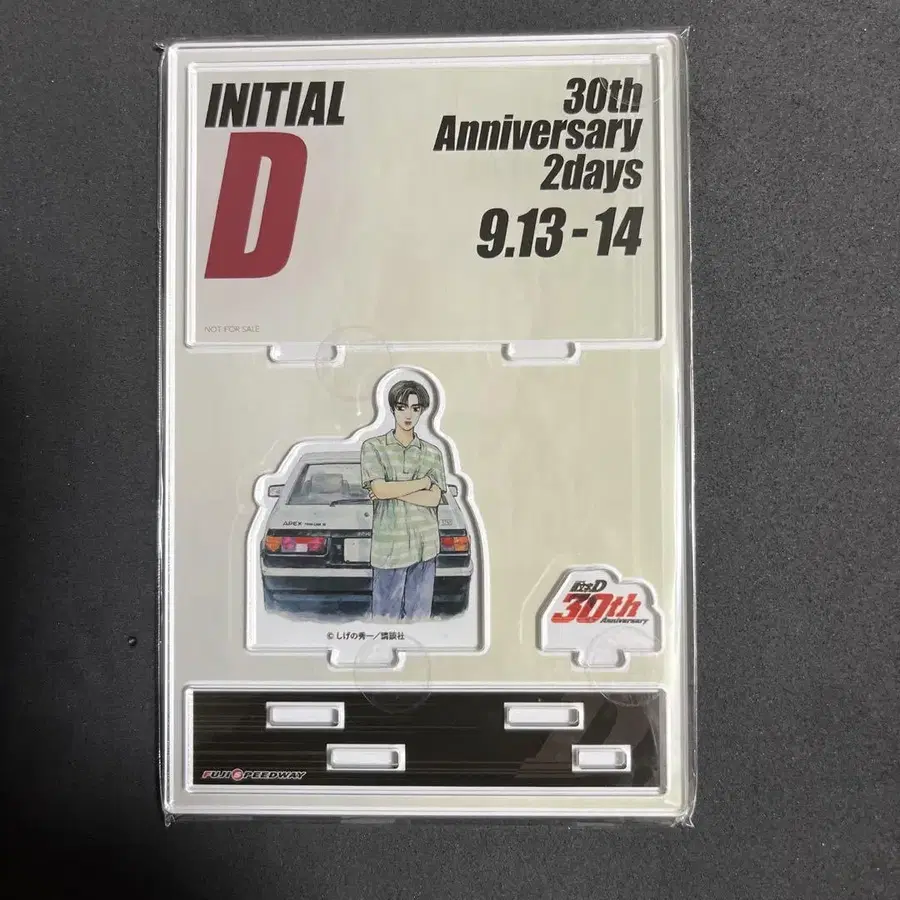 INITIAL
D
30th
Anniversary
2days
9.13 - 14
NOT FOR SALE
APEX
© しげの秀一/講談社
頭文字D
30th
Anniversary
FUJI SPEEDWAY